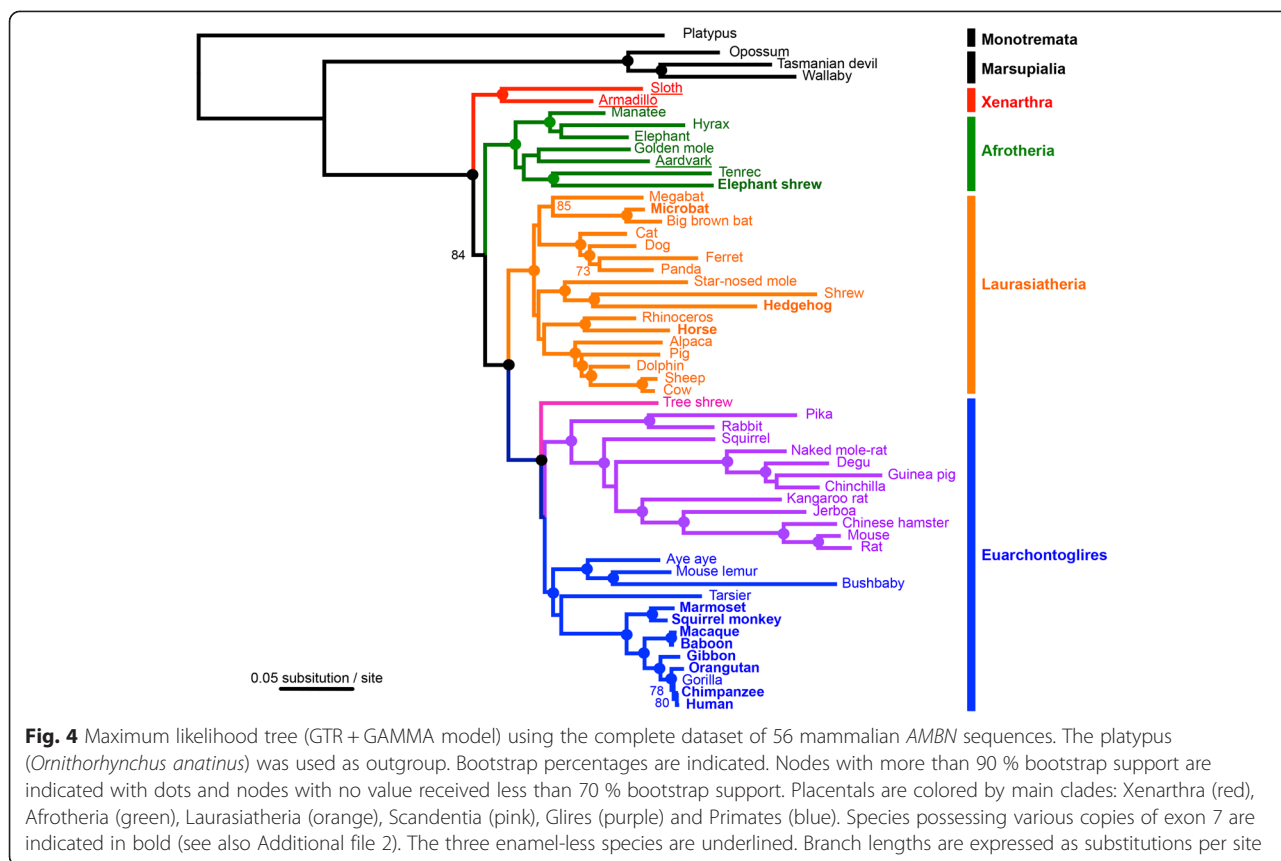 Platypus
Opossum
Tasmanian devil
Wallaby
Sloth
Armadillo
Manatee
Hyrax
Elephant
Golden mole
Aardvark
Tenrec
Elephant shrew
Megabat
85
Microbat
Big brown bat
Cat
Dog
Ferret
73
Panda
Star-nosed mole
Shrew
Hedgehog
Rhinoceros
Horse
Alpaca
Pig
Dolphin
Sheep
Cow
84
Tree shrew
Pika
Rabbit
Squirrel
Naked mole-rat
Degu
Guinea pig
Chinchilla
Kangaroo rat
Jerboa
Chinese hamster
Mouse
Rat
Aye aye
Mouse lemur
Bushbaby
Tarsier
Marmoset
Squirrel monkey
Macaque
Baboon
Gibbon
Orangutan
Gorilla
78
Chimpanzee
80
Human
Monotremata
Marsupialia
Xenarthra
Afrotheria
Laurasiatheria
Euarchontoglires
0.05 subsitution / site
Fig. 4 Maximum likelihood tree (GTR + GAMMA model) using the complete dataset of 56 mammalian AMBN sequences. The platypus
(Ornithorhynchus anatinus) was used as outgroup. Bootstrap percentages are indicated. Nodes with more than 90 % bootstrap support are
indicated with dots and nodes with no value received less than 70 % bootstrap support. Placentals are colored by main clades: Xenarthra (red),
Afrotheria (green), Laurasiatheria (orange), Scandentia (pink), Glires (purple) and Primates (blue). Species possessing various copies of exon 7 are
indicated in bold (see also Additional file 2). The three enamel-less species are underlined. Branch lengths are expressed as substitutions per site